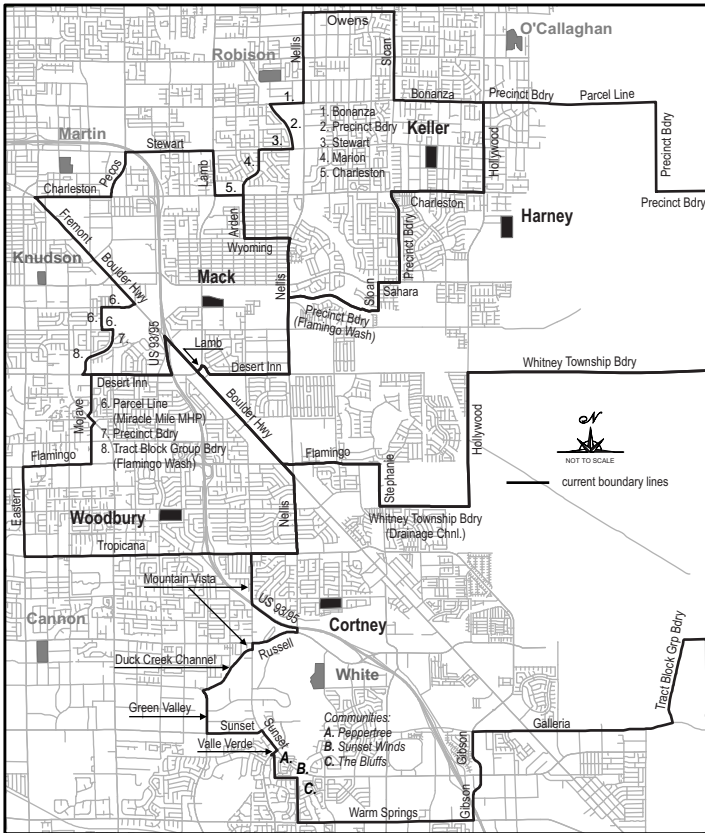 Owens
O'Callaghan
Nellis
Sloan
Robison
1.
Bonanza
Precinct Bdry
Parcel Line
2.
1. Bonanza
2. Precinct Bdry
3. Stewart
4. Marion
5. Charleston
Keller
Precinct Bdry
Hollywood
Martin
Stewart
3.
4.
Pecos
Lamb
5.
Charleston
Charleston
Precinct Bdry
Harney
Arden
Wyoming
Precinct Bdry
Fremont
Boulder Hwy
Knudson
Mack
Nellis
Sloan
Sahara
Precinct Bdry
(Flamingo Wash)
6.
6.
6.
7.
8.
US 93/95
Lamb
Desert Inn
Whitney Township Bdry
Desert Inn
Mojave
6. Parcel Line
(Miracle Mile MHP)
7. Precinct Bdry
8. Tract Block Group Bdry
(Flamingo Wash)
Boulder Hwy
Hollywood
N
NOT TO SCALE
current boundary lines
Flamingo
Flamingo
Stephanie
Eastern
Woodbury
Nellis
Whitney Township Bdry
(Drainage Chnl.)
Tropicana
Mountain Vista
US 93/95
Cortney
Cannon
Russell
Duck Creek Channel
White
Tract Block Grp Bdry
Green Valley
Sunset
Sunset
Valle Verde
Communities:
A. Peppertree
B. Sunset Winds
C. The Bluffs
Galleria
Gibson
A.
B.
C.
Gibson
Warm Springs